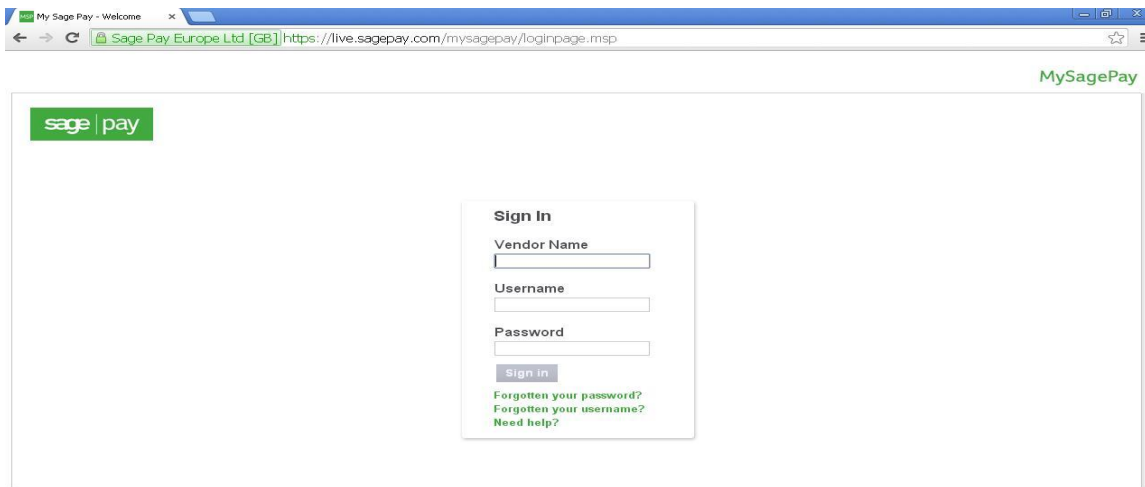 MSP My Sage Pay - Welcome
Sage Pay Europe Ltd [GB] https://live.sagepay.com/mysagepay/loginpage.msp
MySagePay
sage | pay
Sign In
Vendor Name
Username
Password
Sign in
Forgotten your password?
Forgotten your username?
Need help?